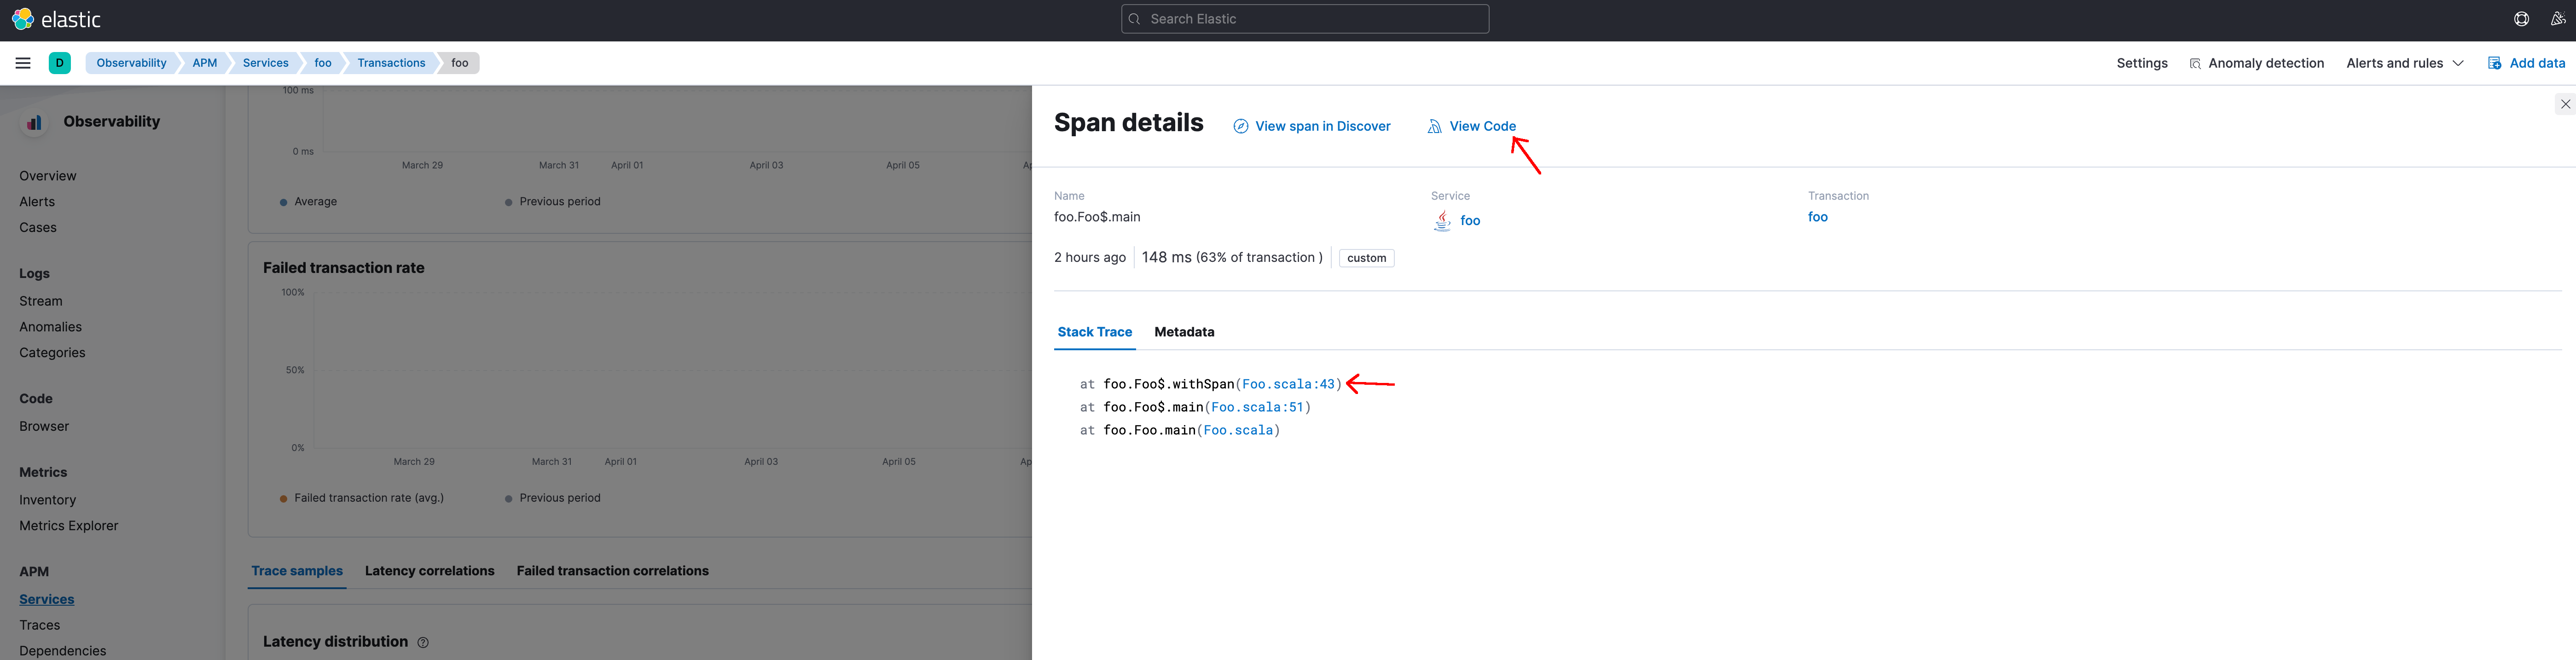 elastic
Search Elastic
D
Observability
APM
Services
foo
Transactions
foo
Settings
Anomaly detection
Alerts and rules
Add data
Observability
Overview
Alerts
Cases
Logs
Stream
Anomalies
Categories
Code
Browser
Metrics
Inventory
Metrics Explorer
APM
Services
Traces
Dependencies
100 ms
0 ms
March 29
March 31
April 01
April 03
April 05
Ap
Average
Previous period
Failed transaction rate
100%
50%
0%
March 29
March 31
April 01
April 03
April 05
Ap
Failed transaction rate (avg.)
Previous period
Trace samples
Latency correlations
Failed transaction correlations
Latency distribution
Span details
View span in Discover
View Code
Name
foo.Foo$.main
Service
foo
Transaction
foo
2 hours ago
148 ms (63% of transaction )
custom
Stack Trace
Metadata
at foo.Foo$.withSpan(Foo.scala:43)
at foo.Foo$.main(Foo.scala:51)
at foo.Foo.main(Foo.scala)